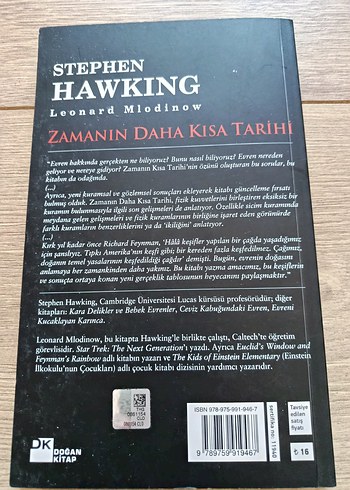 STEPHEN
HAWKING
Leonard Mlodinow
ZAMANIN DAHA KISA TARİHİ
"Evren hakkında gerçekten ne biliyoruz? Bunu nasıl biliyoruz? Evren nereden
geliyor ve nereye gidiyor? Zamanın Kısa Tarihi'nin özünü oluşturan bu sorular, bu
kitabın da odağında.
(...)
Ayrıca, yeni kuramsal ve gözlemsel sonuçları ekleyerek kitabı güncelleme fırsatı
bulmuş olduk. Zamanın Daha Kısa Tarihi, fizik kuvvetlerini birleştiren eksiksiz bir
kuramın bulunmasıyla ilgili son gelişmeleri de anlatıyor. Özellikle sicim kuramında
meydana gelen gelişmeleri ve fizik kuramlarının birliğine işaret eden görünürde
farklı kuramların benzerliklerini ya da 'ikiliğini' anlatıyor.
(...)
Kırk yıl kadar önce Richard Feynman, 'Hâlâ keşifler yapılan bir çağda yaşadığımız
için şanslıyız. Tıpkı Amerika'nın keşfi gibi; bir kereden fazla keşfedilmez. Çağımız,
doğanın temel yasalarının keşfedildiği çağdır' demişti. Bugün, evrenin doğasını
anlamaya her zamankinden daha yakınız. Bu kitabı yazma amacımız, bu keşiflerin
ve sonuçta ortaya konan yeni gerçeklik tablosunun heyecanını paylaşmaktır."
Stephen Hawking, Cambridge Üniversitesi Lucas kürsüsü profesörüdür; diğer
kitapları: Kara Delikler ve Bebek Evrenler, Ceviz Kabuğundaki Evren, Evreni
Kucaklayan Karınca.
Leonard Mlodinow, bu kitapta Hawking'le birlikte çalıştı, Caltech'te öğretim
görevlisidir. Star Trek: The Next Generation'ı yazdı. Ayrıca Euclid's Window and
Feynman's Rainbow adlı kitabın yazarı ve The Kids of Einstein Elementary (Einstein
İlkokulu'nun Çocukları) adlı çocuk kitabı dizisinin yardımcı yazarıdır.
DK
DOĞAN
KİTAP
ISBN 978-975-991-946-7
9 789759 919467
sertifika no: 11940
Tavsiye
edilen
satış
fiyatı
₺ 16